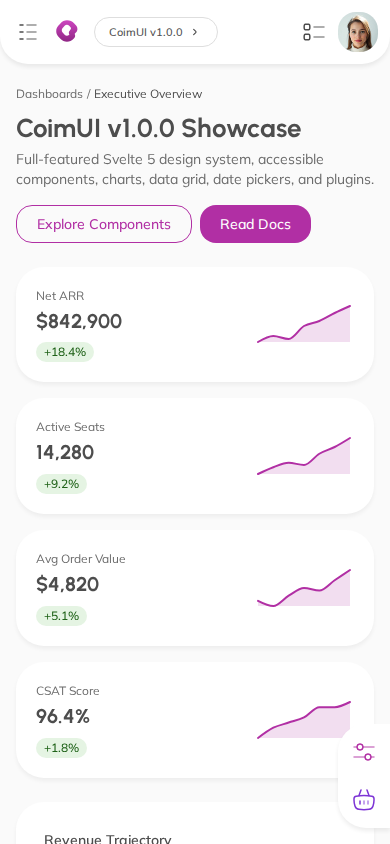 CoimUI v1.0.0
Dashboards / Executive Overview
CoimUI v1.0.0 Showcase
Full-featured Svelte 5 design system, accessible
components, charts, data grid, date pickers, and plugins.
Explore Components Read Docs
Net ARR
$842,900
+18.4%
Active Seats
14,280
+9.2%
Avg Order Value
$4,820
+5.1%
CSAT Score
96.4%
+1.8%
Revenue Trajectory